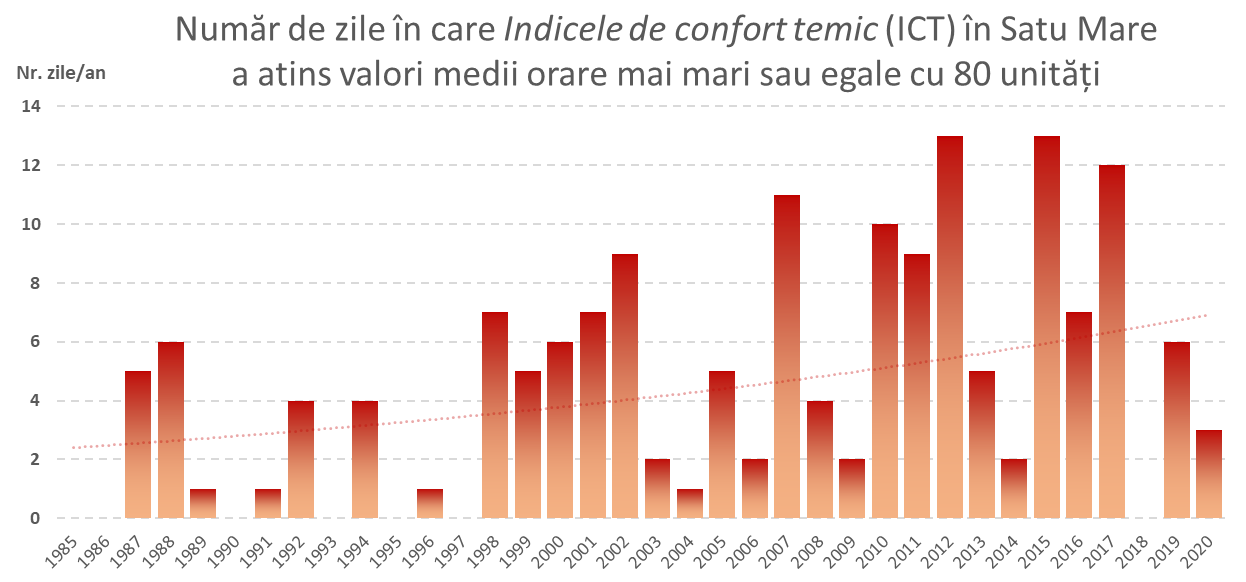 Număr de zile în care Indicele de confort temic (ICT) în Satu Mare
a atins valori medii orare mai mari sau egale cu 80 unități
Nr. zile/an
14
12
10
8
6
4
2
0
1985 1986 1987 1988 1989 1990 1991 1992 1993 1994 1995 1996 1997 1998 1999 2000 2001 2002 2003 2004 2005 2006 2007 2008 2009 2010 2011 2012 2013 2014 2015 2016 2017 2018 2019 2020